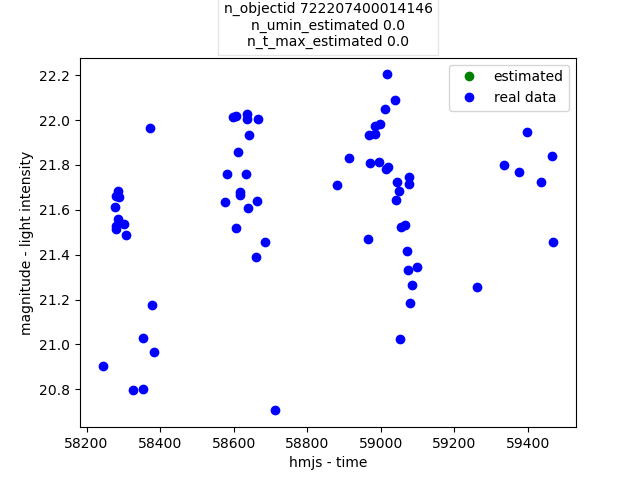 n_objectid 722207400014146
n_umin_estimated 0.0
n_t_max_estimated 0.0
estimated
real data
22.2
22.0
21.8
21.6
21.4
21.2
21.0
20.8
magnitude - light intensity
58200 58400 58600 58800 59000 59200 59400
hmjs - time